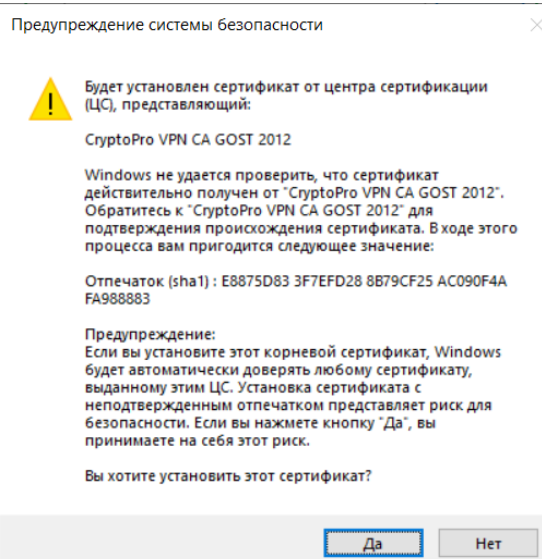 Предупреждение системы безопасности
Будет установлен сертификат от центра сертификации
(ЦС), представляющий:
CryptoPro VPN CA GOST 2012
Windows не удается проверить, что сертификат
действительно получен от "CryptoPro VPN CA GOST 2012".
Обратитесь к "CryptoPro VPN CA GOST 2012" для
подтверждения происхождения сертификата. В ходе этого
процесса вам пригодится следующее значение:
Отпечаток (sha1) : E8875D83 3F7EFD28 8B79CF25 AC090F4A
FA988883
Предупреждение:
Если вы установите этот корневой сертификат, Windows
будет автоматически доверять любому сертификату,
выданному этим ЦС. Установка сертификата с
неподтвержденным отпечатком представляет риск для
безопасности. Если вы нажмете кнопку "Да", вы
принимаете на себя этот риск.
Вы хотите установить этот сертификат?
Да
Нет